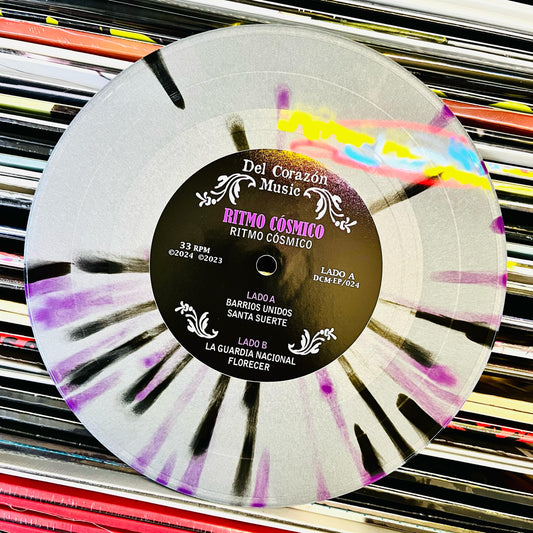 Del Corazón
Music
RITMO CÓSMICO
RITMO CÓSMICO
33 RPM
©2024 ©2023
LADO A
DCM-EP/024
LADO A
BARRIOS UNIDOS
SANTA SUERTE
LADO B
LA GUARDIA NACIONAL
FLORECER